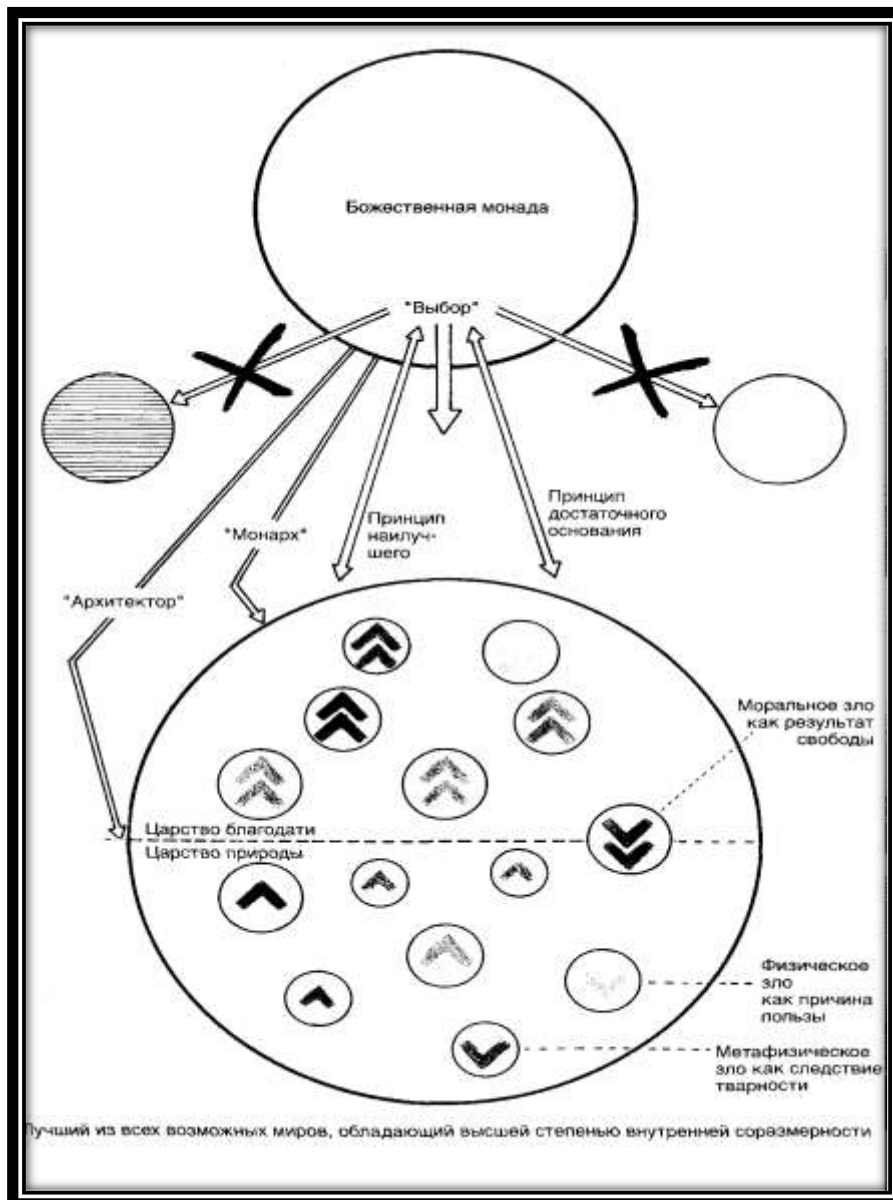 Божественная монада
"Выбор"
Принцип
достаточного
основания
Принцип
наилуч-
шего
"Монарх"
"Архитектор"
Моральное зло
как результат
свободы
Царство благодати
Царство природы
Физическое
зло
как причина
пользы
Метафизическое
зло как следствие
тварности
Лучший из всех возможных миров, обладающий высшей степенью внутренней соразмерности